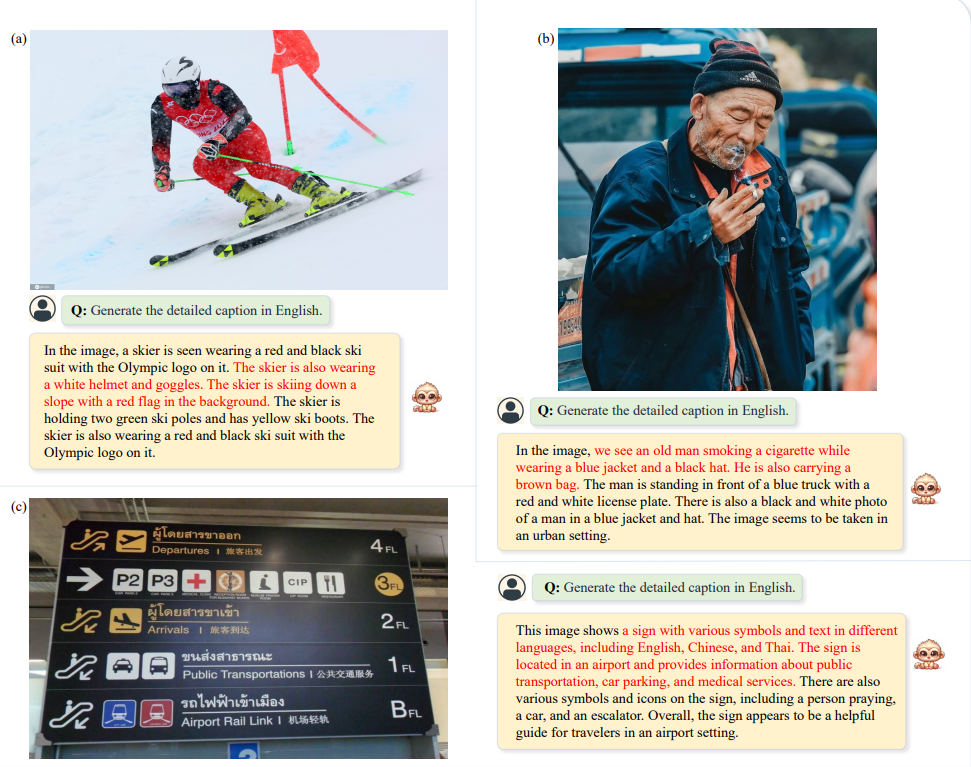 (a)
Q: Generate the detailed caption in English.
In the image, a skier is seen wearing a red and black ski
suit with the Olympic logo on it. The skier is also wearing
a white helmet and goggles. The skier is skiing down a
slope with a red flag in the background. The skier is
holding two green ski poles and has yellow ski boots. The
skier is also wearing a red and black ski suit with the
Olympic logo on it.
(b)
adidas
Q: Generate the detailed caption in English.
In the image, we see an old man smoking a cigarette while
wearing a blue jacket and a black hat. He is also carrying a
brown bag. The man is standing in front of a blue truck with a
red and white license plate. There is also a black and white photo
of a man in a blue jacket and hat. The image seems to be taken in
an urban setting.
(c)
ผู้โดยสารขาออก
Departures | 旅客出发
4 FL
P2 P3 CIP
3 FL
ผู้โดยสารขาเข้า
Arrivals | 旅客到达
2 FL
ขนส่งสาธารณะ
Public Transportations | 公共交通服务
1 FL
รถไฟฟ้าเข้าเมือง
Airport Rail Link | 机场轻轨
B FL
2
Q: Generate the detailed caption in English.
This image shows a sign with various symbols and text in different
languages, including English, Chinese, and Thai. The sign is
located in an airport and provides information about public
transportation, car parking, and medical services. There are also
various symbols and icons on the sign, including a person praying,
a car, and an escalator. Overall, the sign appears to be a helpful
guide for travelers in an airport setting.